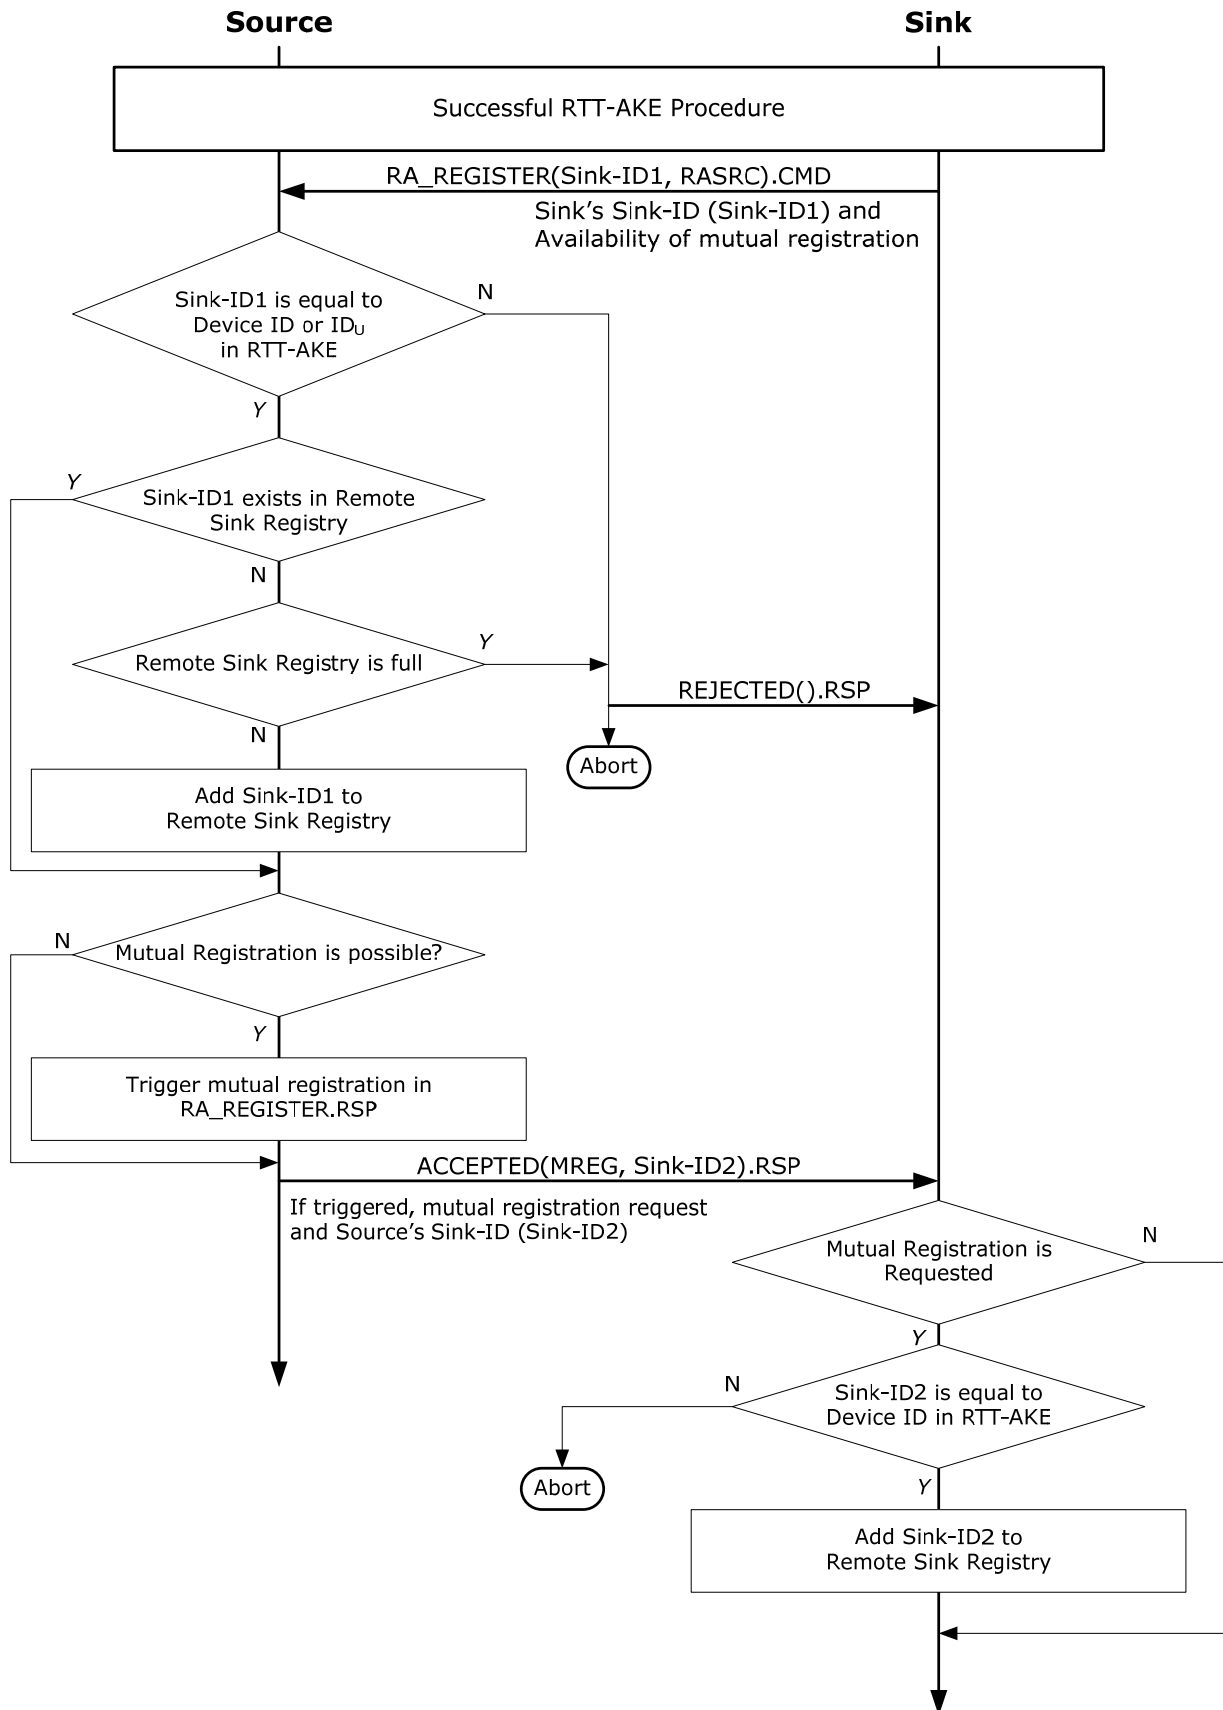 Source
Sink
Successful RTT-AKE Procedure
RA_REGISTER(Sink-ID1, RASRC).CMD
Sink's Sink-ID (Sink-ID1) and
Availability of mutual registration
Sink-ID1 is equal to
Device ID or IDU
in RTT-AKE
N
Y
Y
Sink-ID1 exists in Remote
Sink Registry
N
Remote Sink Registry is full
Y
REJECTED().RSP
N
Abort
Add Sink-ID1 to
Remote Sink Registry
N
Mutual Registration is possible?
Y
Trigger mutual registration in
RA_REGISTER.RSP
ACCEPTED(MREG, Sink-ID2).RSP
If triggered, mutual registration request
and Source's Sink-ID (Sink-ID2)
Mutual Registration is
Requested
N
Y
N
Sink-ID2 is equal to
Device ID in RTT-AKE
Abort
Y
Add Sink-ID2 to
Remote Sink Registry